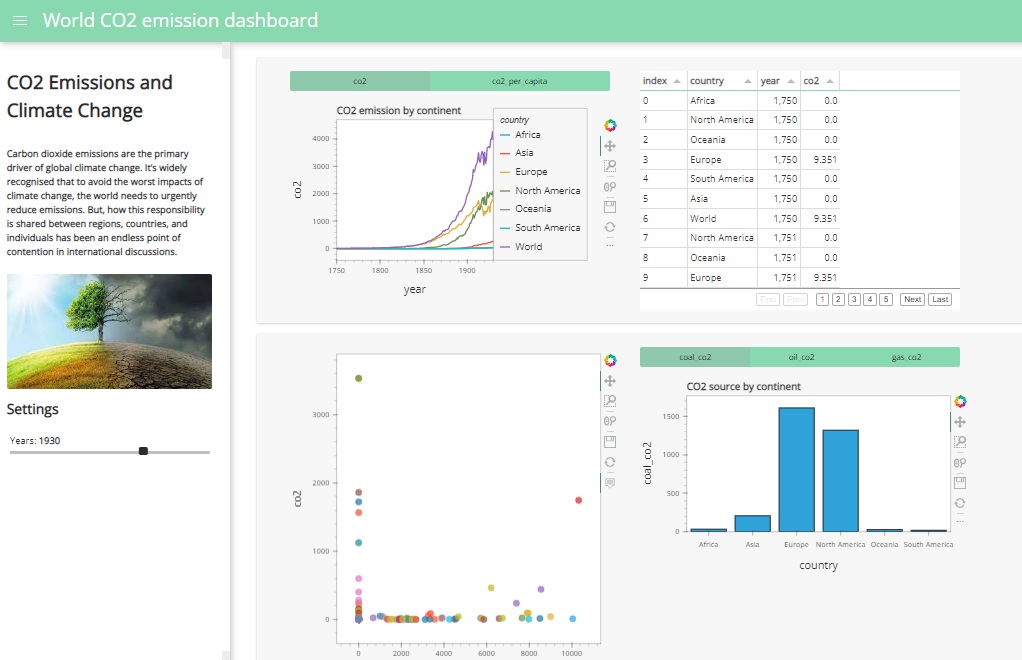 World CO2 emission dashboard
CO2 Emissions and
Climate Change
Carbon dioxide emissions are the primary
driver of global climate change. It's widely
recognised that to avoid the worst impacts of
climate change, the world needs to urgently
reduce emissions. But, how this responsibility
is shared between regions, countries, and
individuals has been an endless point of
contention in international discussions.
Settings
Years: 1930
co2 co2_per_capita
CO2 emission by continent
co2
4000
3000
2000
1000
0
1750 1800 1850 1900
year
country
Africa
Asia
Europe
North America
Oceania
South America
World
index country year co2
0 Africa 1,750 0.0
1 North America 1,750 0.0
2 Oceania 1,750 0.0
3 Europe 1,750 9.351
4 South America 1,750 0.0
5 Asia 1,750 0.0
6 World 1,750 9.351
7 North America 1,751 0.0
8 Oceania 1,751 0.0
9 Europe 1,751 9.351
First Prev 1 2 3 4 5 Next Last
co2
3000
2000
1000
0
0 2000 4000 6000 8000 10000
coal_co2 oil_co2 gas_co2
CO2 source by continent
coal_co2
1500
1000
500
0
Africa Asia Europe North America Oceania South America
country